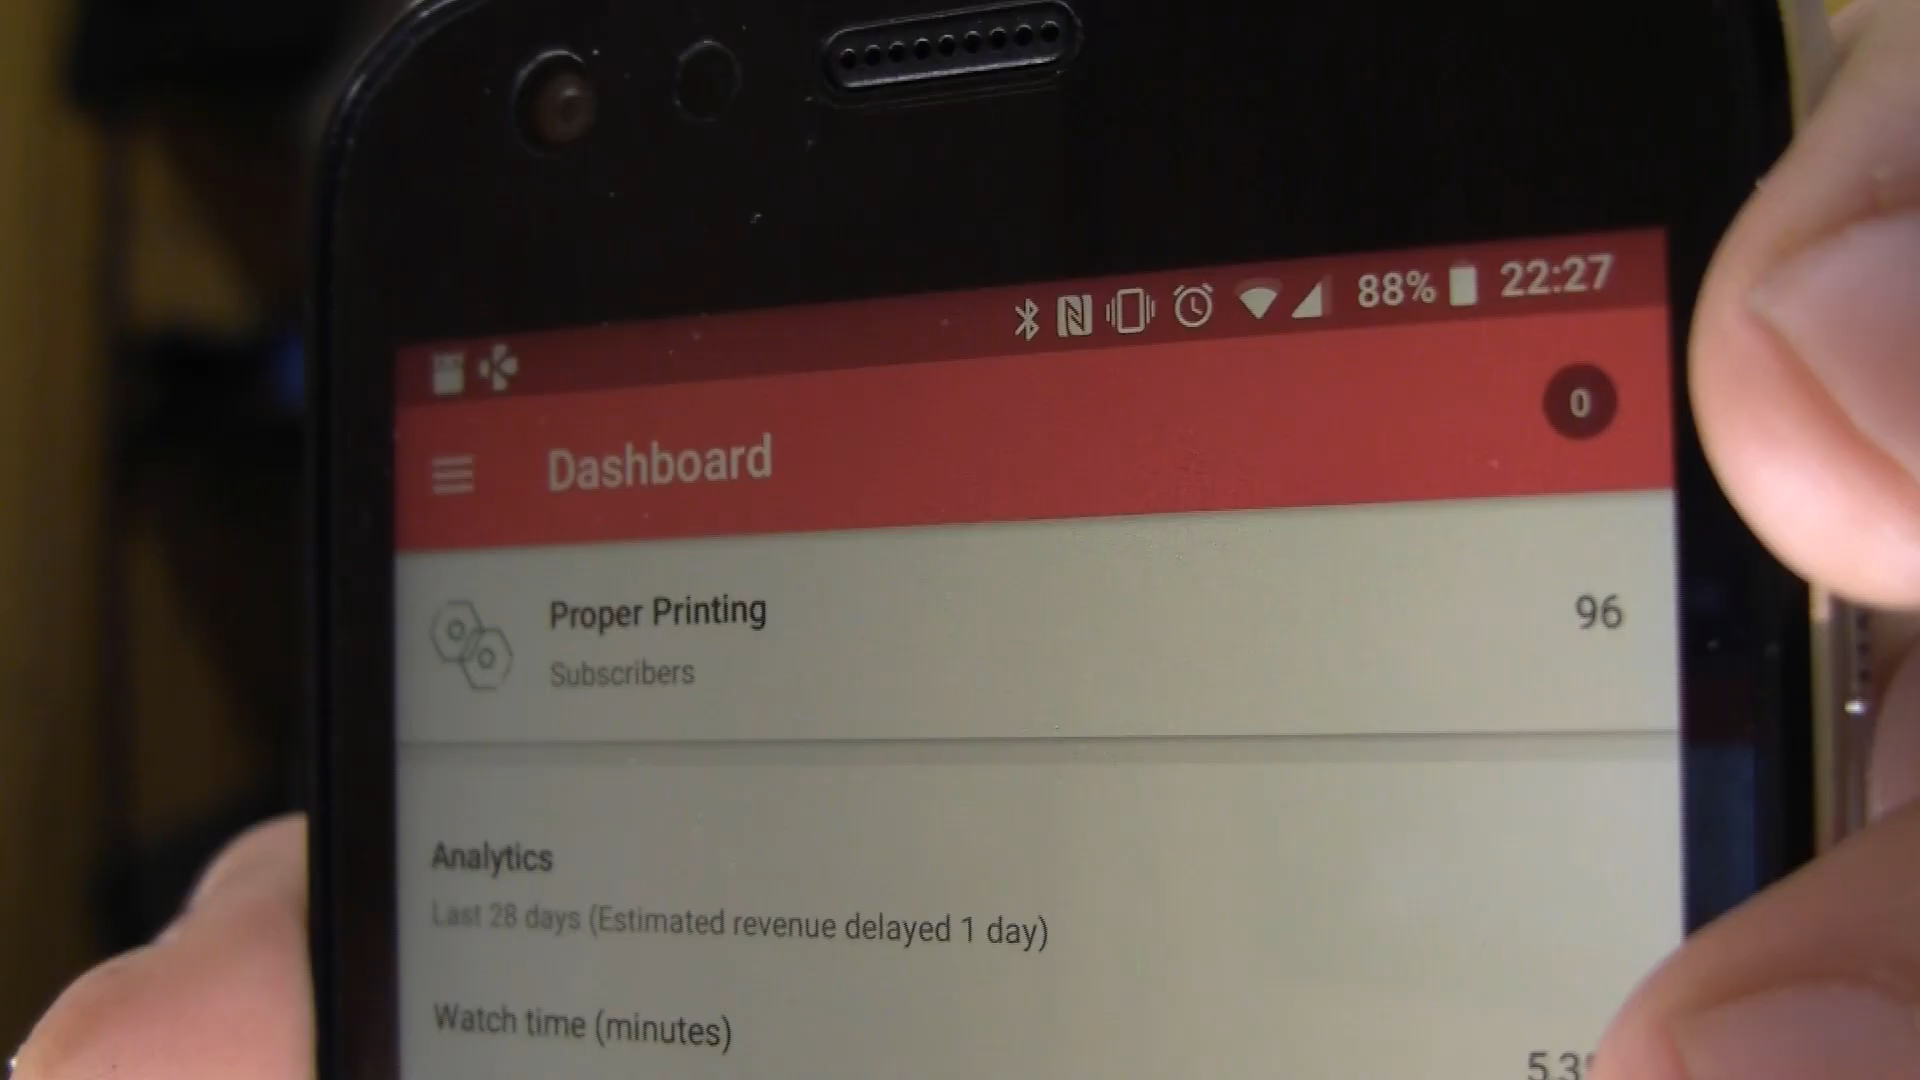 88% 22:27
0
Dashboard
Proper Printing
96
Subscribers
Analytics
Last 28 days (Estimated revenue delayed 1 day)
Watch time (minutes)